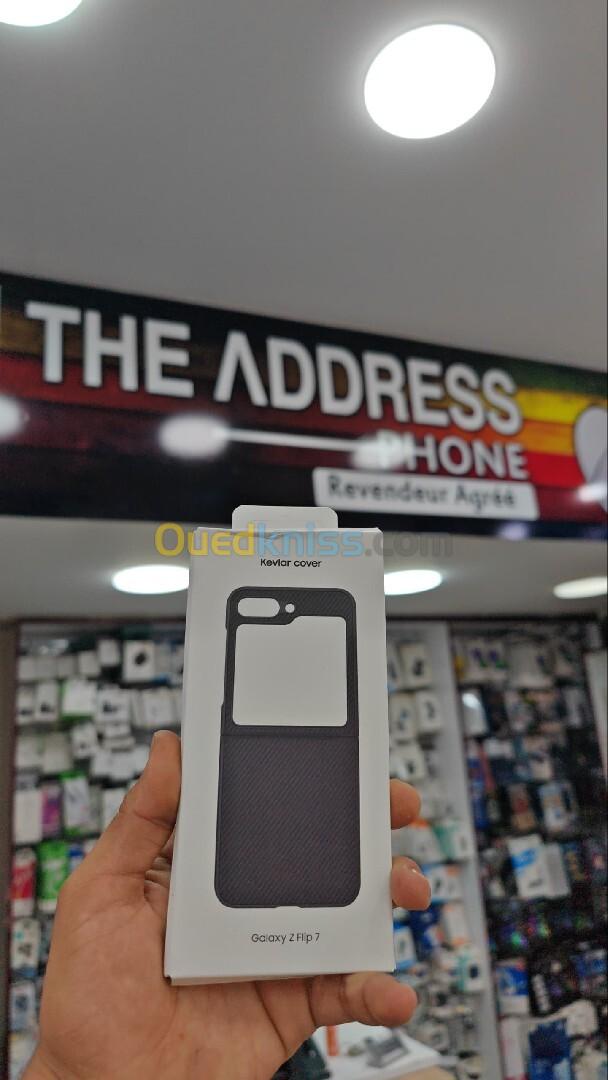 THE ADDRESS
PHONE
Revendeur Agréé
Ouedkniss.com
Kevlar cover
Galaxy Z Flip 7